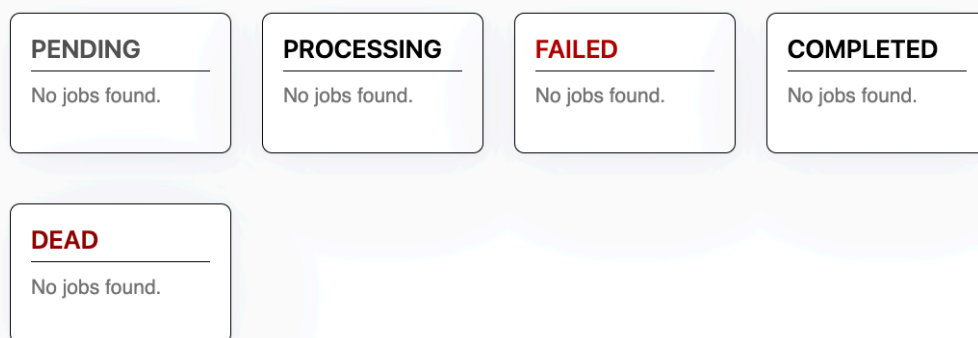 PENDING
No jobs found.
PROCESSING
No jobs found.
FAILED
No jobs found.
COMPLETED
No jobs found.
DEAD
No jobs found.